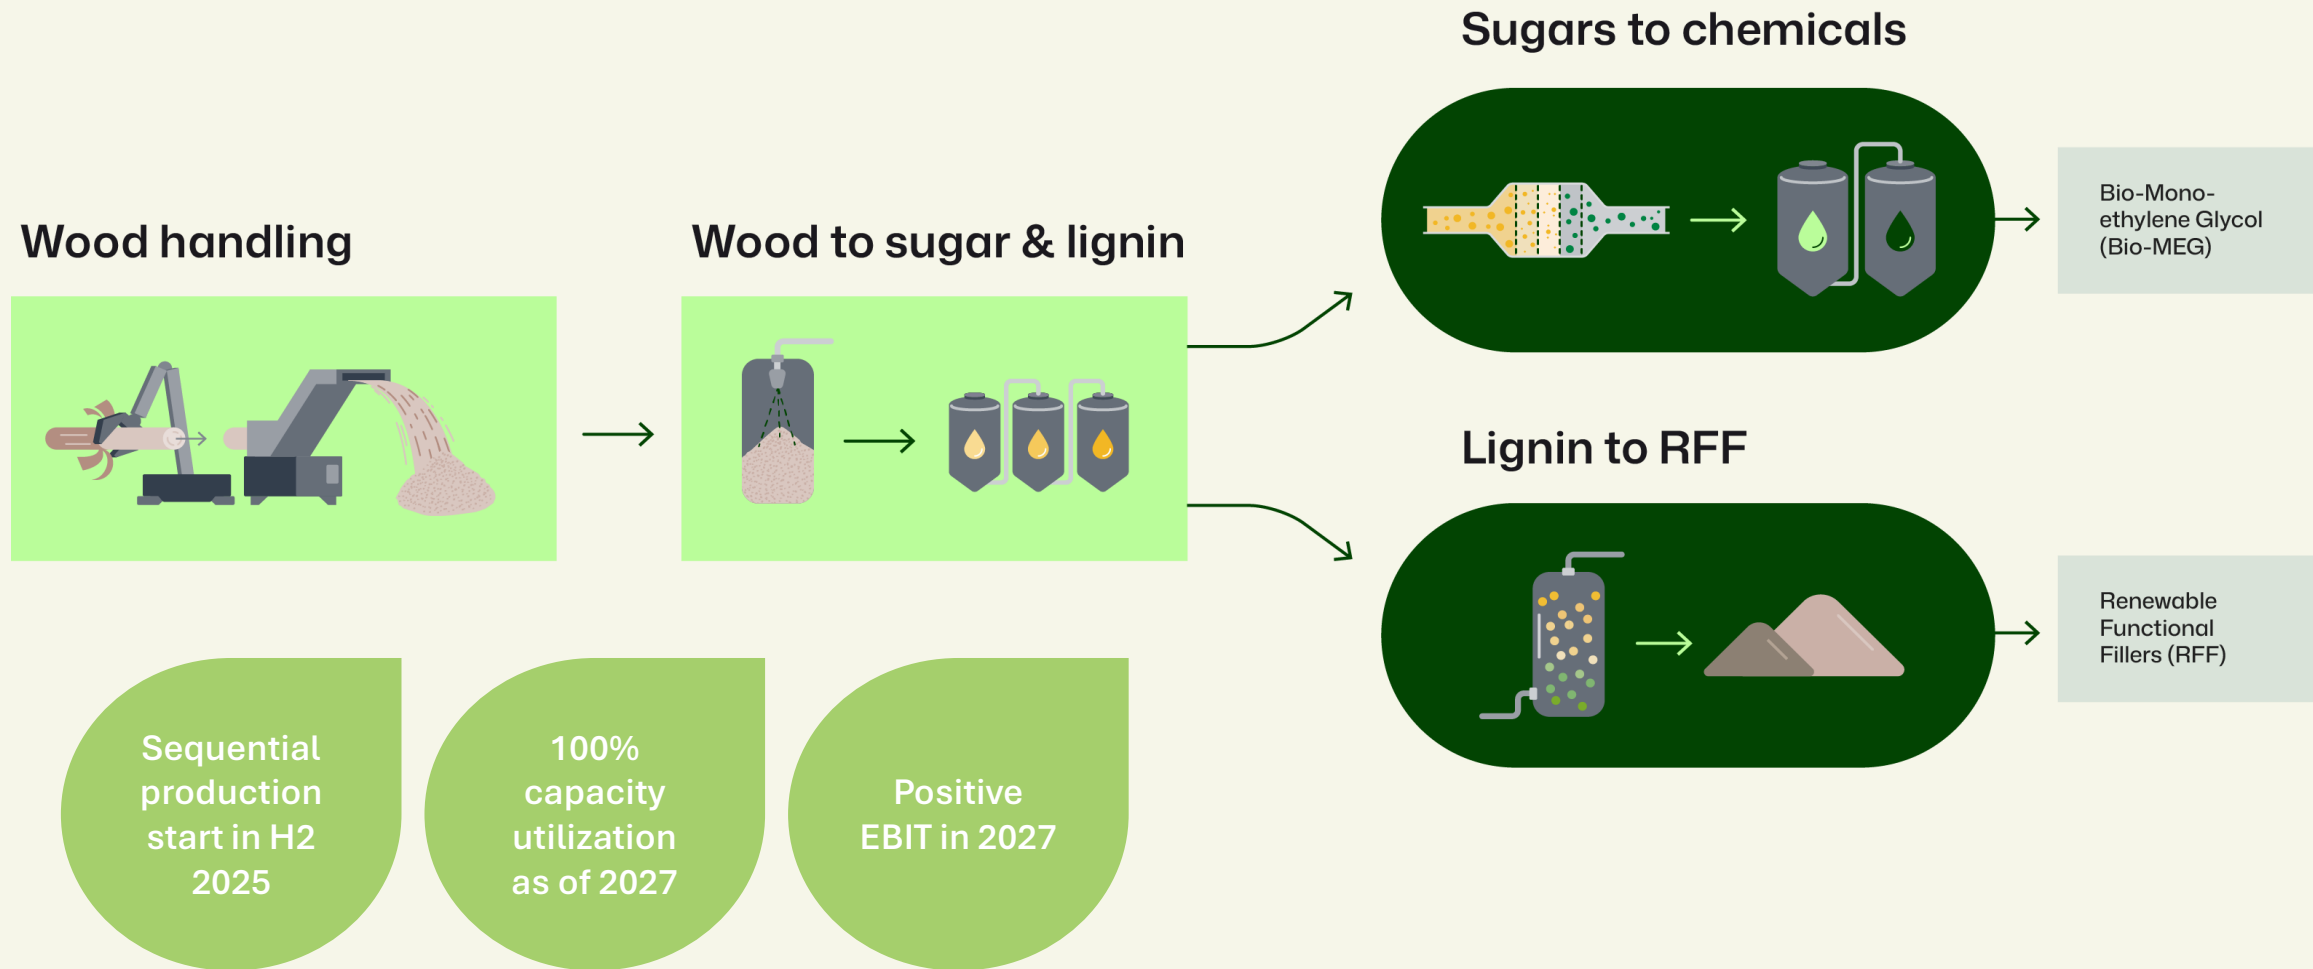 Sugars to chemicals
Bio-Mono-
ethylene Glycol
(Bio-MEG)
Wood handling
Wood to sugar & lignin
Lignin to RFF
Renewable
Functional
Fillers (RFF)
Sequential
production
start in H2
2025
100%
capacity
utilization
as of 2027
Positive
EBIT in 2027